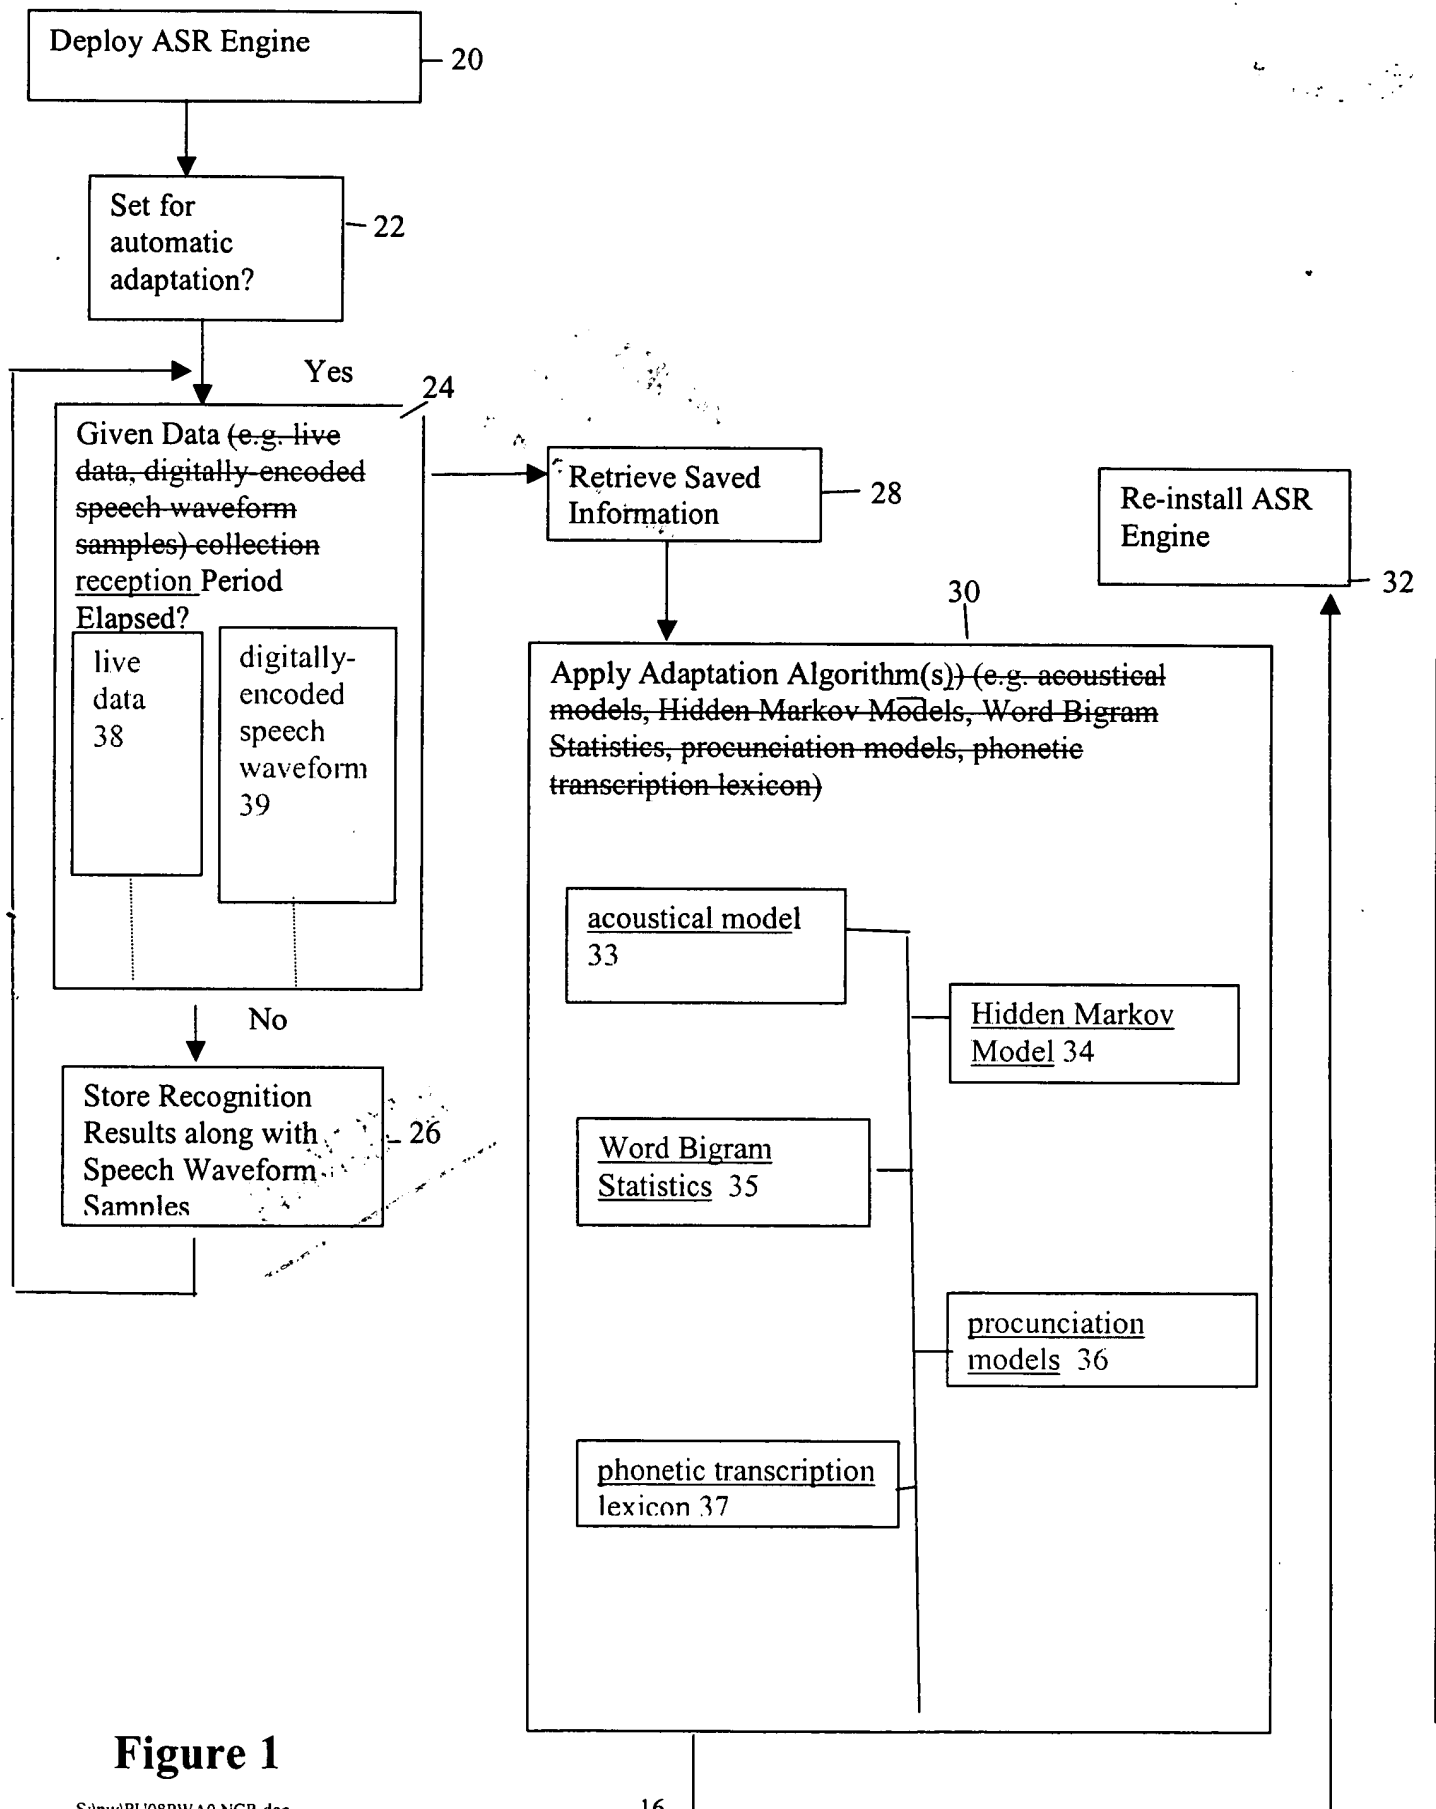 Deploy ASR Engine
20
Set for
automatic
adaptation?
22
Yes
24
Given Data (e.g. live
data, digitally-encoded
speech waveform
samples) collection
reception Period
Elapsed?
live
data
38
digitally-
encoded
speech
waveform
39
No
Store Recognition
Results along with
Speech Waveform
Samples
26
Retrieve Saved
Information
28
Re-install ASR
Engine
32
30
Apply Adaptation Algorithm(s)) (e.g. acoustical
models, Hidden Markov Models, Word Bigram
Statistics, procunciation models, phonetic
transcription lexicon)
acoustical model
33
Hidden Markov
Model 34
Word Bigram
Statistics 35
procunciation
models 36
phonetic transcription
lexicon 37
Figure 1
16